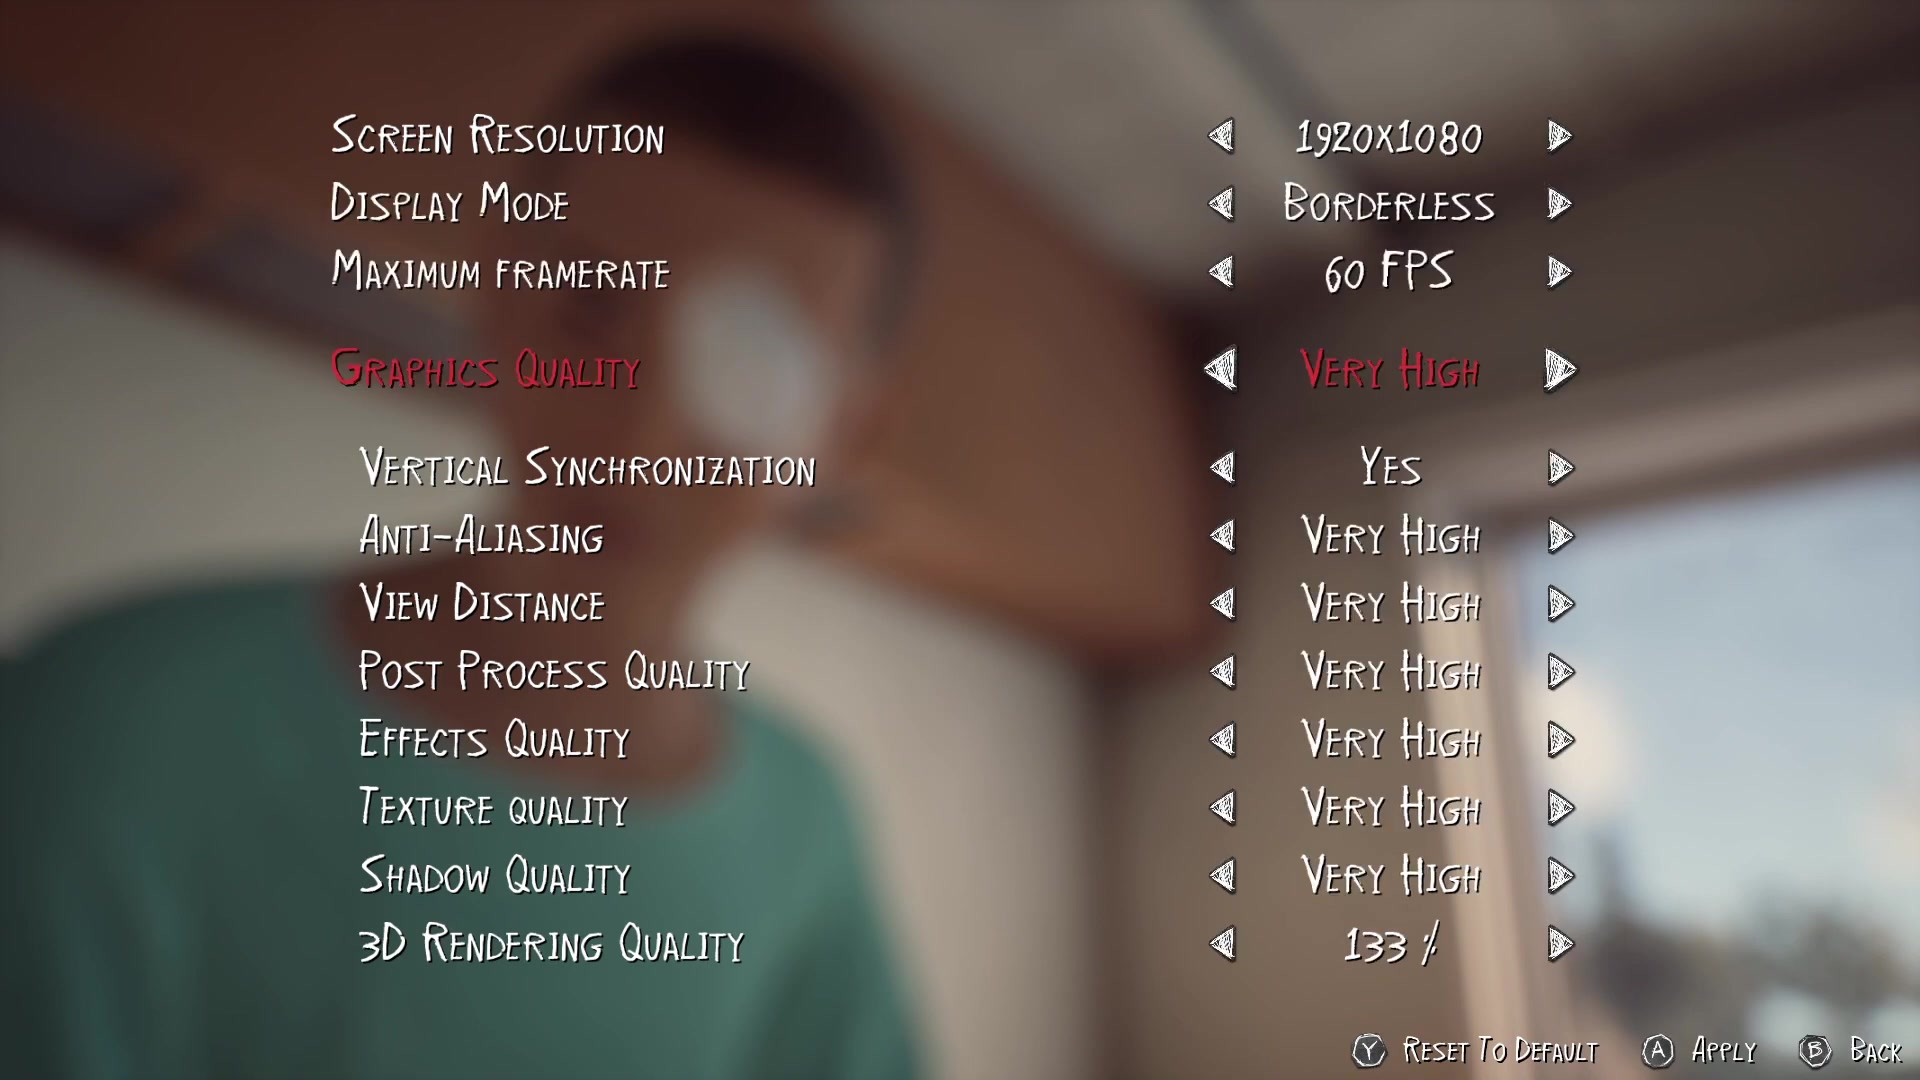 Screen Resolution 1920x1080
Display Mode Borderless
Maximum framerate 60 FPS
Graphics Quality Very High
Vertical Synchronization Yes
Anti-Aliasing Very High
View Distance Very High
Post Process Quality Very High
Effects Quality Very High
Texture quality Very High
Shadow Quality Very High
3D Rendering Quality 133 %
Y Reset To Default A Apply B Back